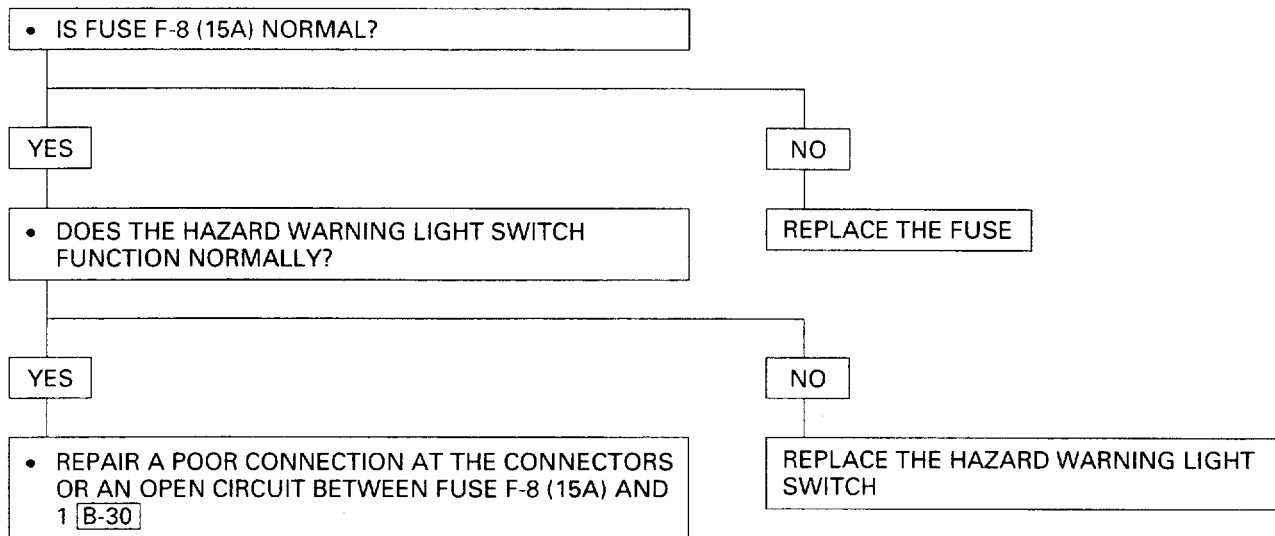 • IS FUSE F-8 (15A) NORMAL?
YES
NO
• DOES THE HAZARD WARNING LIGHT SWITCH
FUNCTION NORMALLY?
REPLACE THE FUSE
YES
NO
• REPAIR A POOR CONNECTION AT THE CONNECTORS
OR AN OPEN CIRCUIT BETWEEN FUSE F-8 (15A) AND
1 B-30
REPLACE THE HAZARD WARNING LIGHT
SWITCH